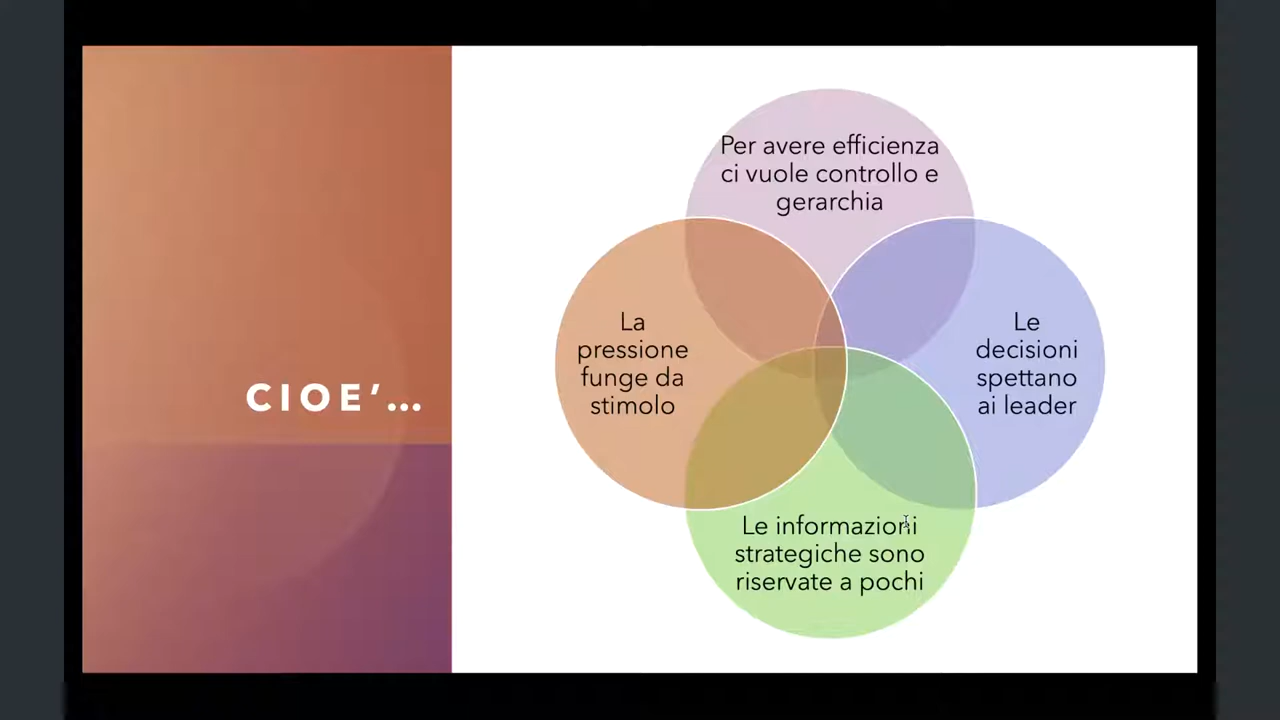 CIOE’...
Per avere efficienza
ci vuole controllo e
gerarchia
La
pressione
funge da
stimolo
Le
decisioni
spettano
ai leader
Le informazioni
strategiche sono
riservate a pochi